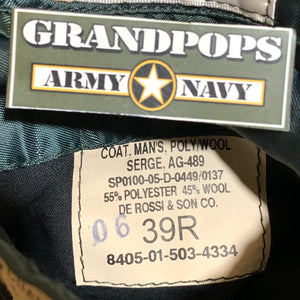 GRANDPOPS
ARMY NAVY
COAT, MAN'S, POLY/WOOL
SERGE, AG-489
SP0100-05-D-0449/0137
55% POLYESTER 45% WOOL
DE ROSSI & SON CO.
06 39R
8405-01-503-4334